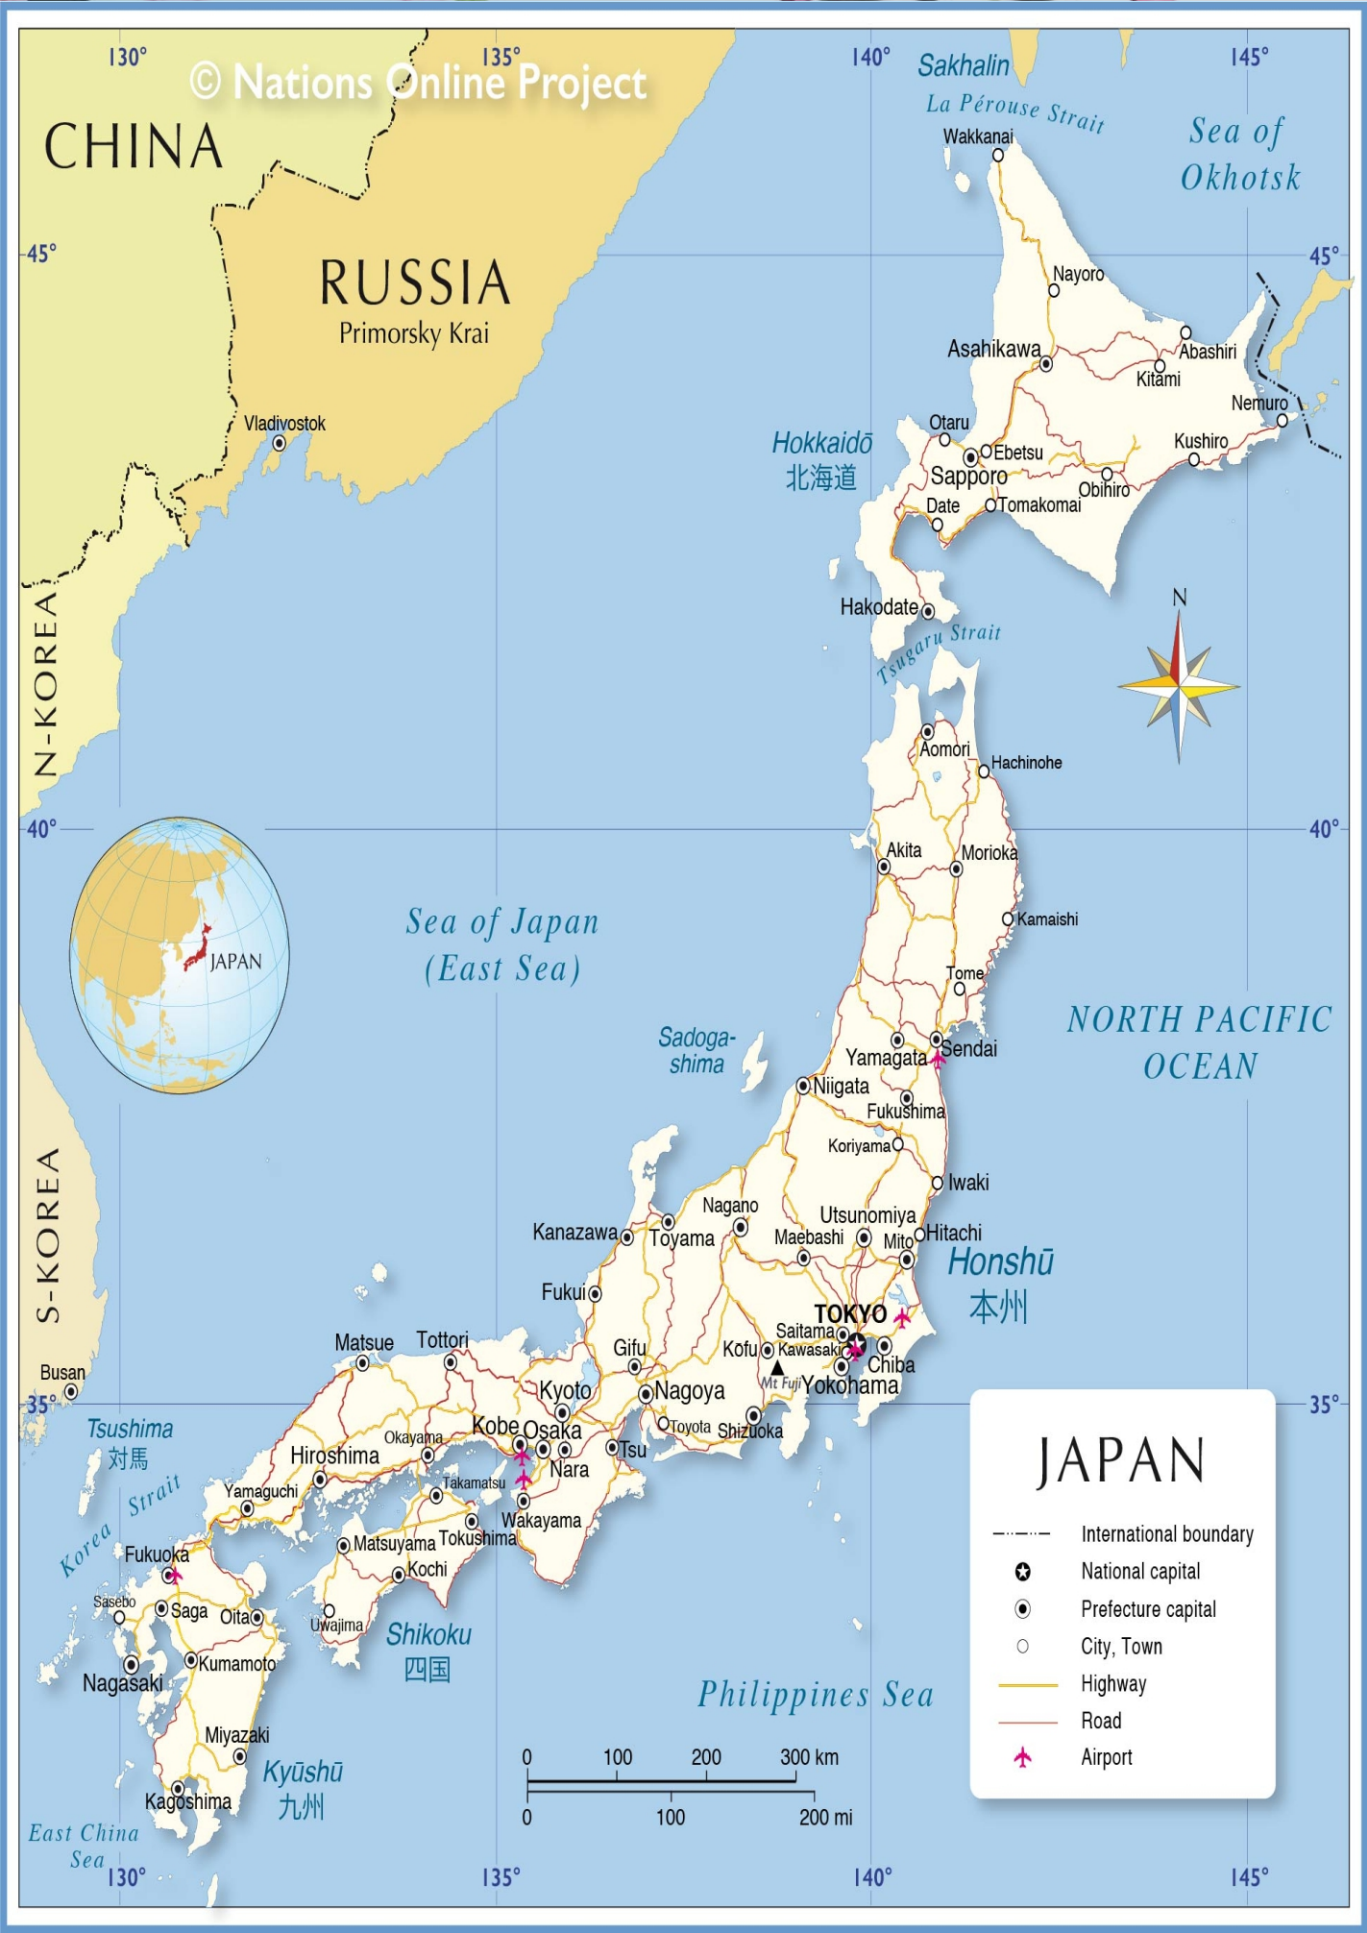 130°
135°
140°
145°
© Nations Online Project
Sakhalin
La Pérouse Strait
Wakkanai
Sea of
Okhotsk
CHINA
45°
45°
RUSSIA
Primorsky Krai
Nayoro
Asahikawa
Abashiri
Kitami
Nemuro
Vladivostok
Otaru
Hokkaidō
北海道
Ebetsu
Kushiro
Sapporo
Obihiro
Date
Tomakomai
N-KOREA
Hakodate
N
Tsugaru Strait
Aomori
Hachinohe
40°
40°
Akita
Morioka
Kamaishi
Sea of Japan
(East Sea)
JAPAN
Tome
NORTH PACIFIC
OCEAN
Sadoga-
shima
Yamagata
Sendai
Niigata
Fukushima
Koriyama
Iwaki
S-KOREA
Nagano
Utsunomiya
Kanazawa
Toyama
Maebashi
Mito
Hitachi
Honshū
本州
Fukui
TOKYO
Saitama
Matsue
Tottori
Gifu
Kōfu
Kawasaki
Chiba
Busan
Mt Fuji
Yokohama
Kyoto
Nagoya
35°
35°
Tsushima
対馬
Toyota
Shizuoka
Kobe
Osaka
Okayama
Tsu
Hiroshima
Nara
Korea Strait
Yamaguchi
Takamatsu
Wakayama
Tokushima
Matsuyama
Fukuoka
Kochi
Sasebo
Saga
Oita
Uwajima
Shikoku
四国
Nagasaki
Kumamoto
Philippines Sea
Miyazaki
Kyūshū
九州
Kagoshima
East China
Sea
0 100 200 300 km
0 100 200 mi
JAPAN
International boundary
National capital
Prefecture capital
City, Town
Highway
Road
Airport
130°
135°
140°
145°